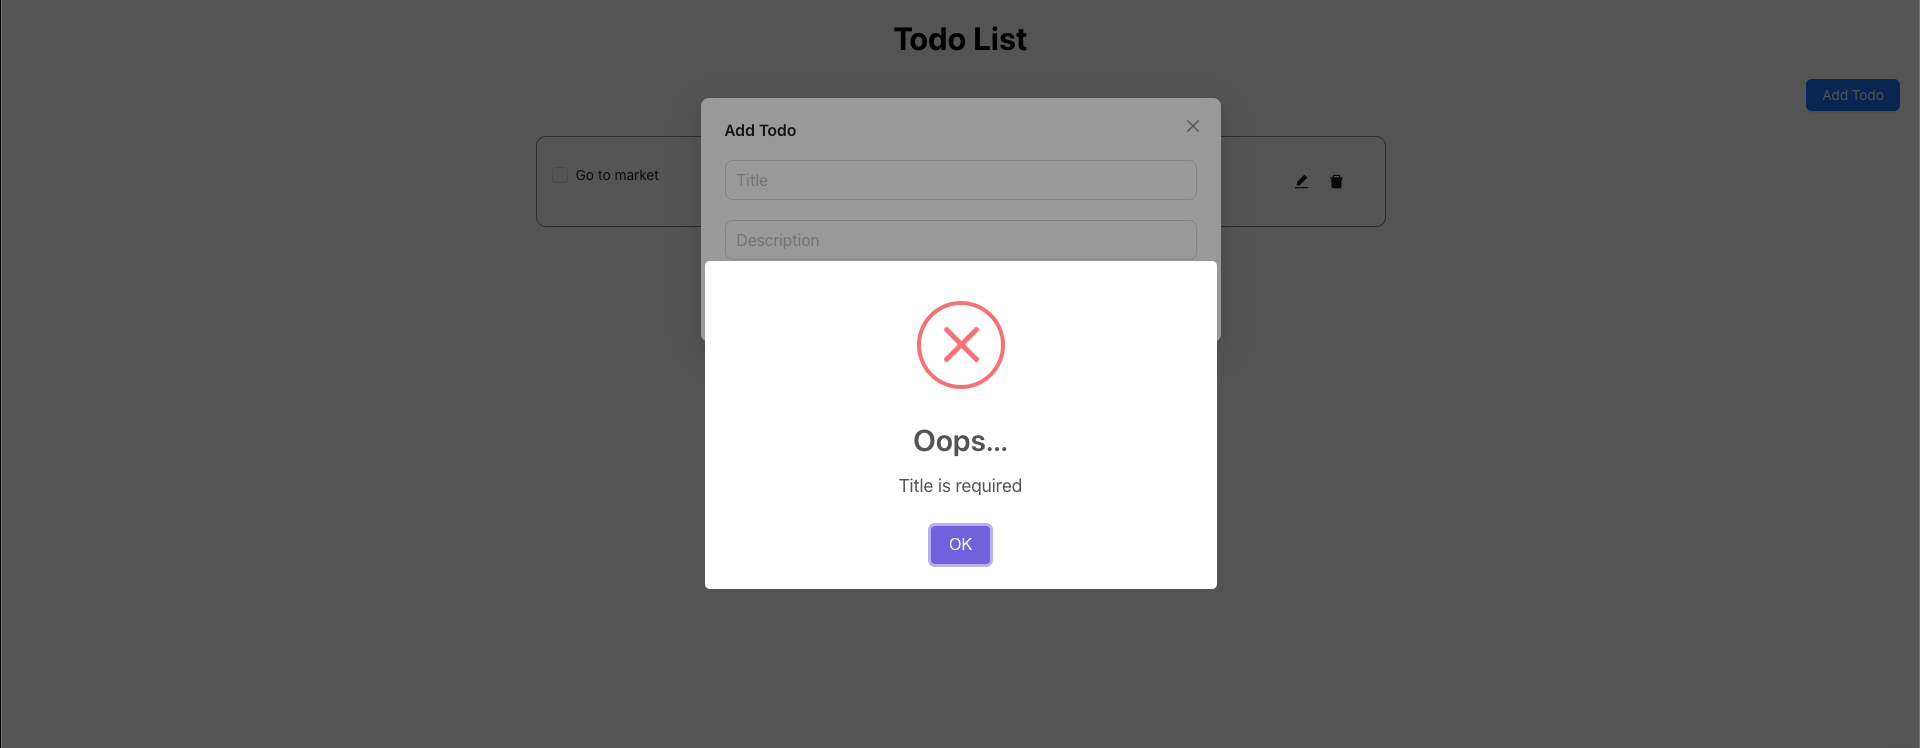 Todo List
Add Todo
Add Todo
Go to market
Title
Description
Oops...
Title is required
OK